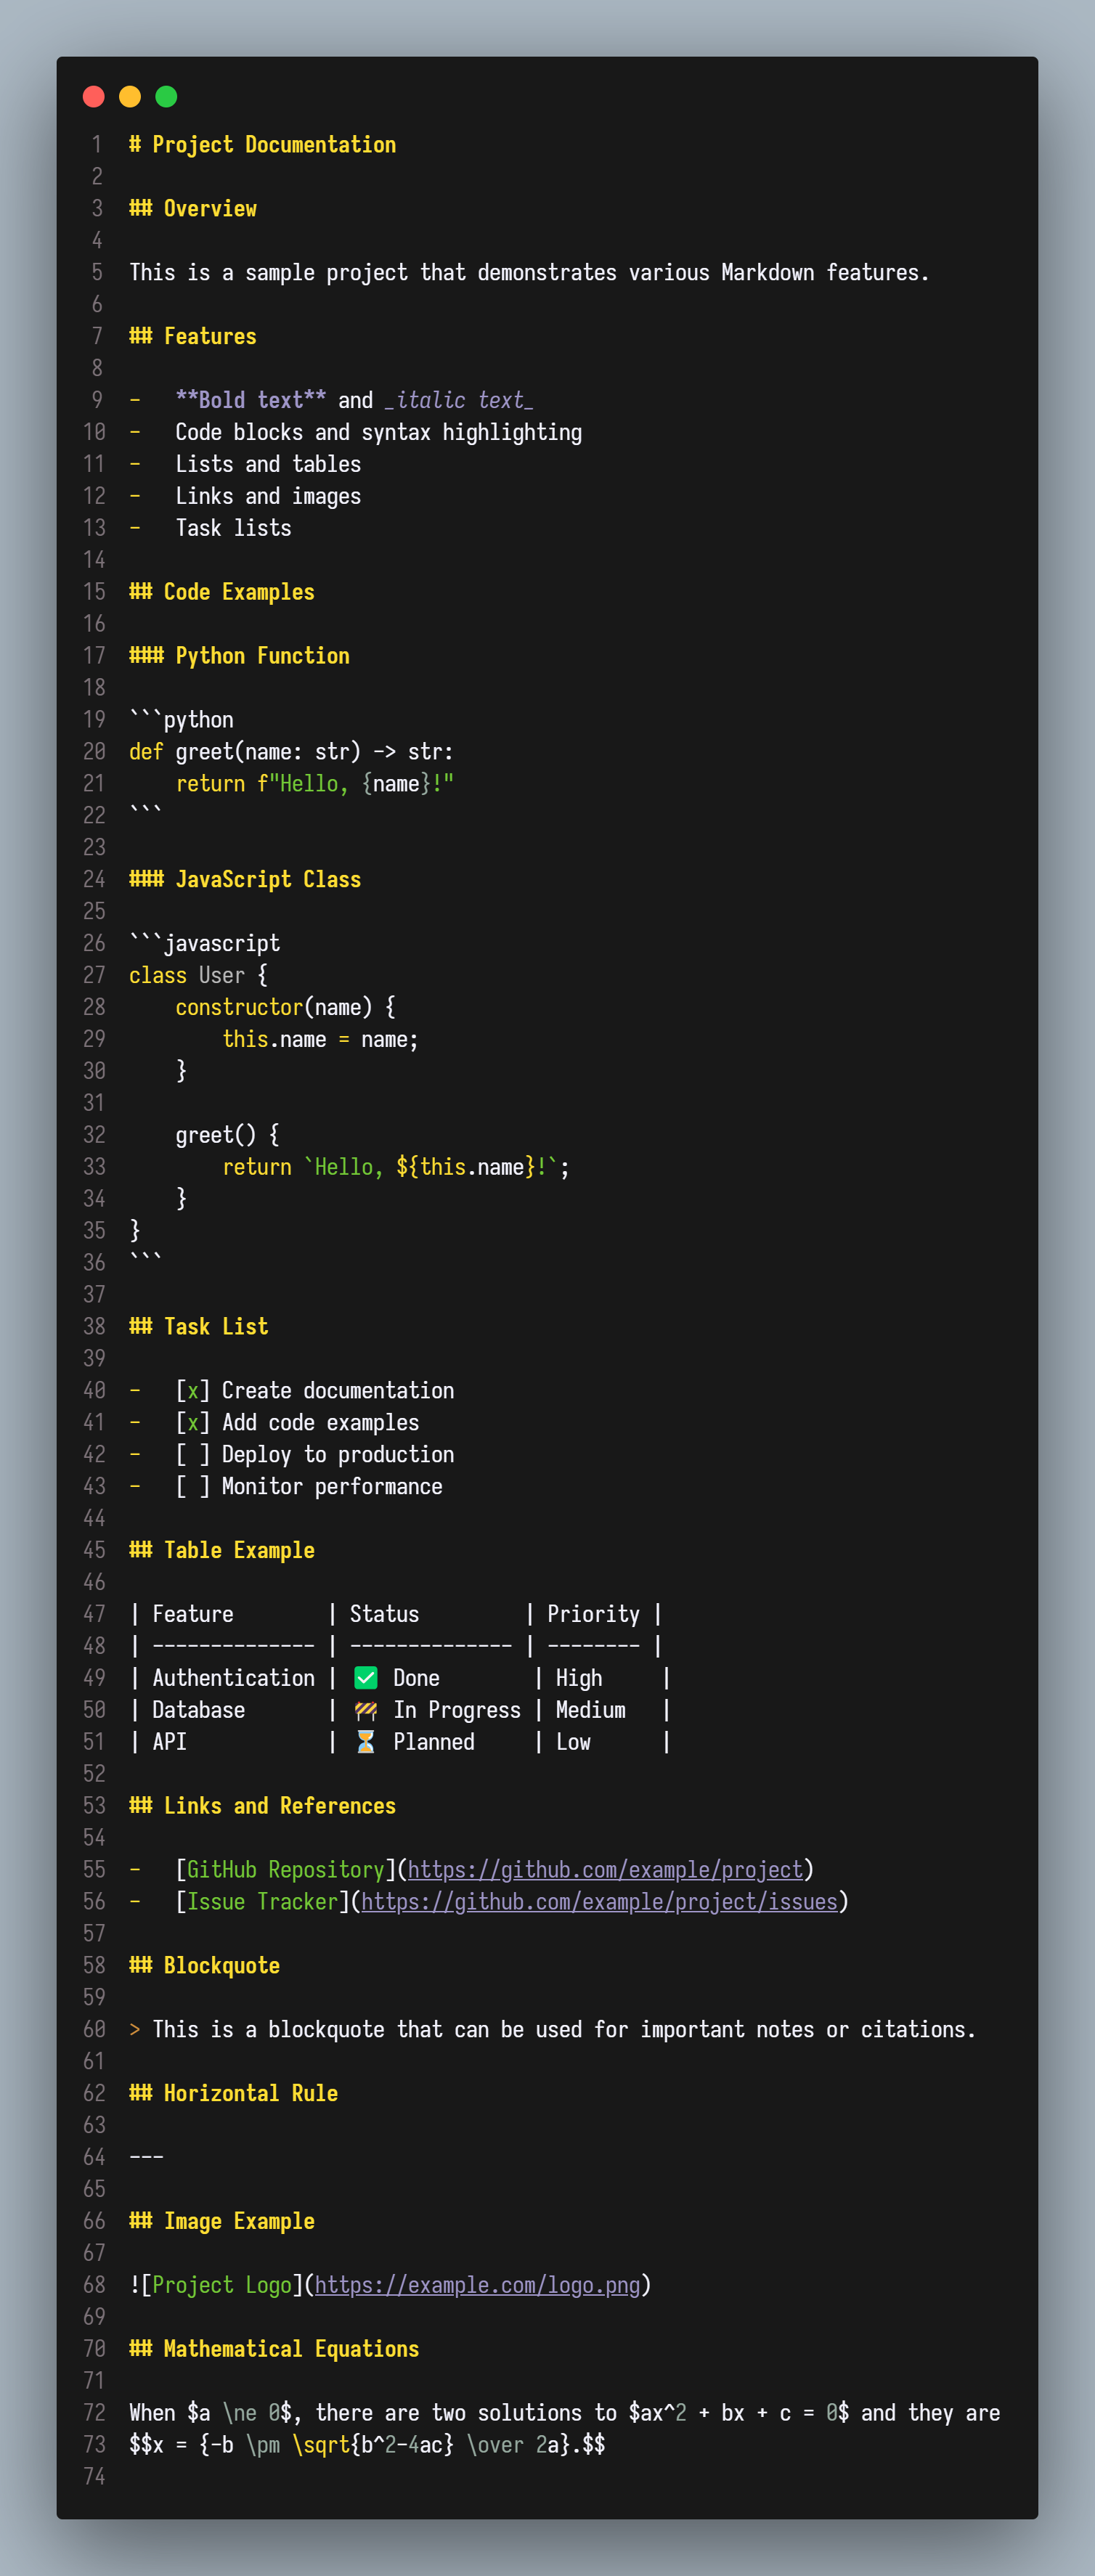 1 # Project Documentation
2
3 ## Overview
4
5 This is a sample project that demonstrates various Markdown features.
6
7 ## Features
8
9 -   **Bold text** and _italic text_
10 -   Code blocks and syntax highlighting
11 -   Lists and tables
12 -   Links and images
13 -   Task lists
14
15 ## Code Examples
16
17 ### Python Function
18
19 ```python
20 def greet(name: str) -> str:
21     return f"Hello, {name}!"
22 ```
23
24 ### JavaScript Class
25
26 ```javascript
27 class User {
28     constructor(name) {
29         this.name = name;
30     }
31
32     greet() {
33         return `Hello, ${this.name}!`;
34     }
35 }
36 ```
37
38 ## Task List
39
40 -   [x] Create documentation
41 -   [x] Add code examples
42 -   [ ] Deploy to production
43 -   [ ] Monitor performance
44
45 ## Table Example
46
47 | Feature        | Status         | Priority |
48 | -------------- | -------------- | -------- |
49 | Authentication | ✅ Done        | High     |
50 | Database       | 🚧 In Progress | Medium   |
51 | API            | ⏳ Planned     | Low      |
52
53 ## Links and References
54
55 -   [GitHub Repository](https://github.com/example/project)
56 -   [Issue Tracker](https://github.com/example/project/issues)
57
58 ## Blockquote
59
60 > This is a blockquote that can be used for important notes or citations.
61
62 ## Horizontal Rule
63
64 ---
65
66 ## Image Example
67
68 ![Project Logo](https://example.com/logo.png)
69
70 ## Mathematical Equations
71
72 When $a \ne 0$, there are two solutions to $ax^2 + bx + c = 0$ and they are
73 $$x = {-b \pm \sqrt{b^2-4ac} \over 2a}.$$
74